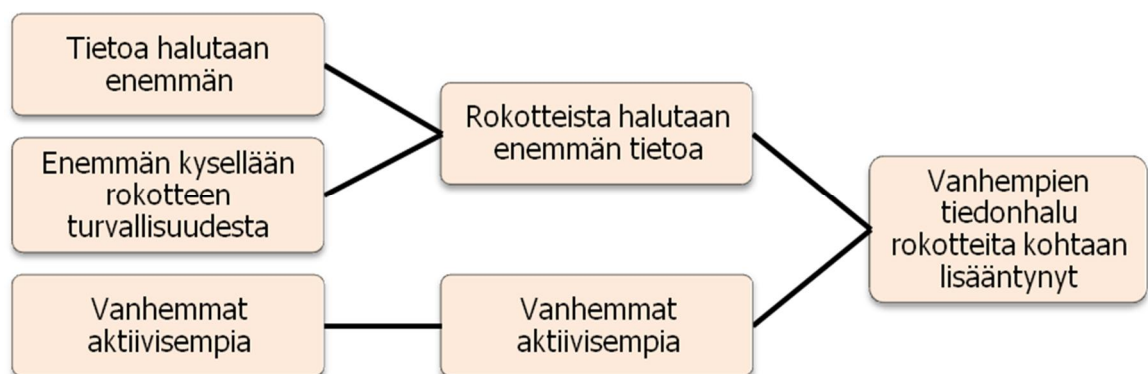 Tietoa halutaan
enemmän
Enemmän kysellään
rokotteen
turvallisuudesta
Vanhemmat
aktiivisempia
Rokotteista halutaan
enemmän tietoa
Vanhemmat
aktiivisempia
Vanhempien
tiedonhalu
rokotteita kohtaan
lisääntynyt